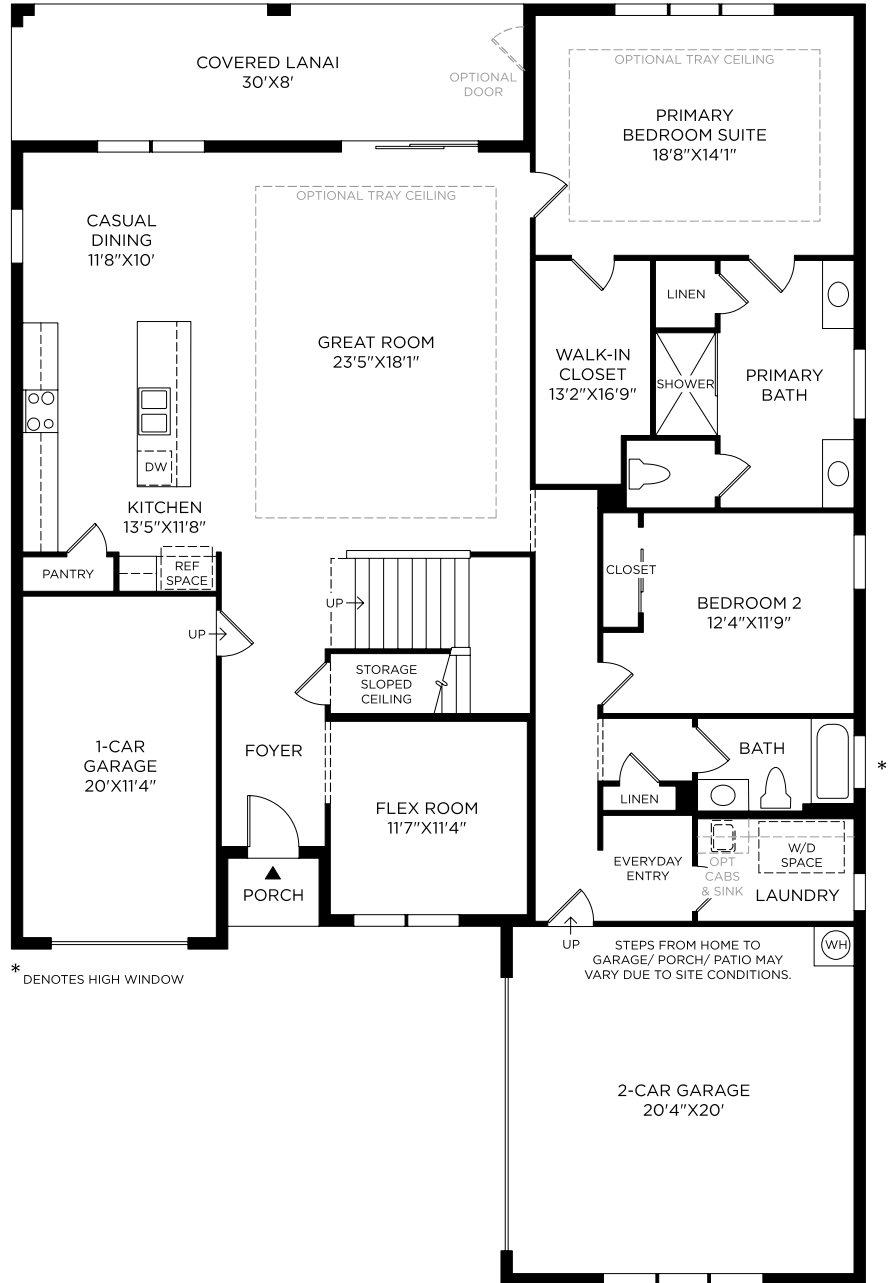 COVERED LANAI
30'X8'
OPTIONAL
DOOR
OPTIONAL TRAY CEILING
PRIMARY
BEDROOM SUITE
18'8"X14'1"
CASUAL
DINING
11'8"X10'
OPTIONAL TRAY CEILING
GREAT ROOM
23'5"X18'1"
WALK-IN
CLOSET
13'2"X16'9"
LINEN
SHOWER
PRIMARY
BATH
DW
KITCHEN
13'5"X11'8"
PANTRY
REF
SPACE
UP
UP
STORAGE
SLOPED
CEILING
CLOSET
BEDROOM 2
12'4"X11'9"
1-CAR
GARAGE
20'X11'4"
FOYER
FLEX ROOM
11'7"X11'4"
BATH
*
LINEN
EVERYDAY
ENTRY
OPT
CABS
& SINK
W/D
SPACE
LAUNDRY
PORCH
UP
STEPS FROM HOME TO
GARAGE/ PORCH/ PATIO MAY
VARY DUE TO SITE CONDITIONS.
WH
* DENOTES HIGH WINDOW
2-CAR GARAGE
20'4"X20'